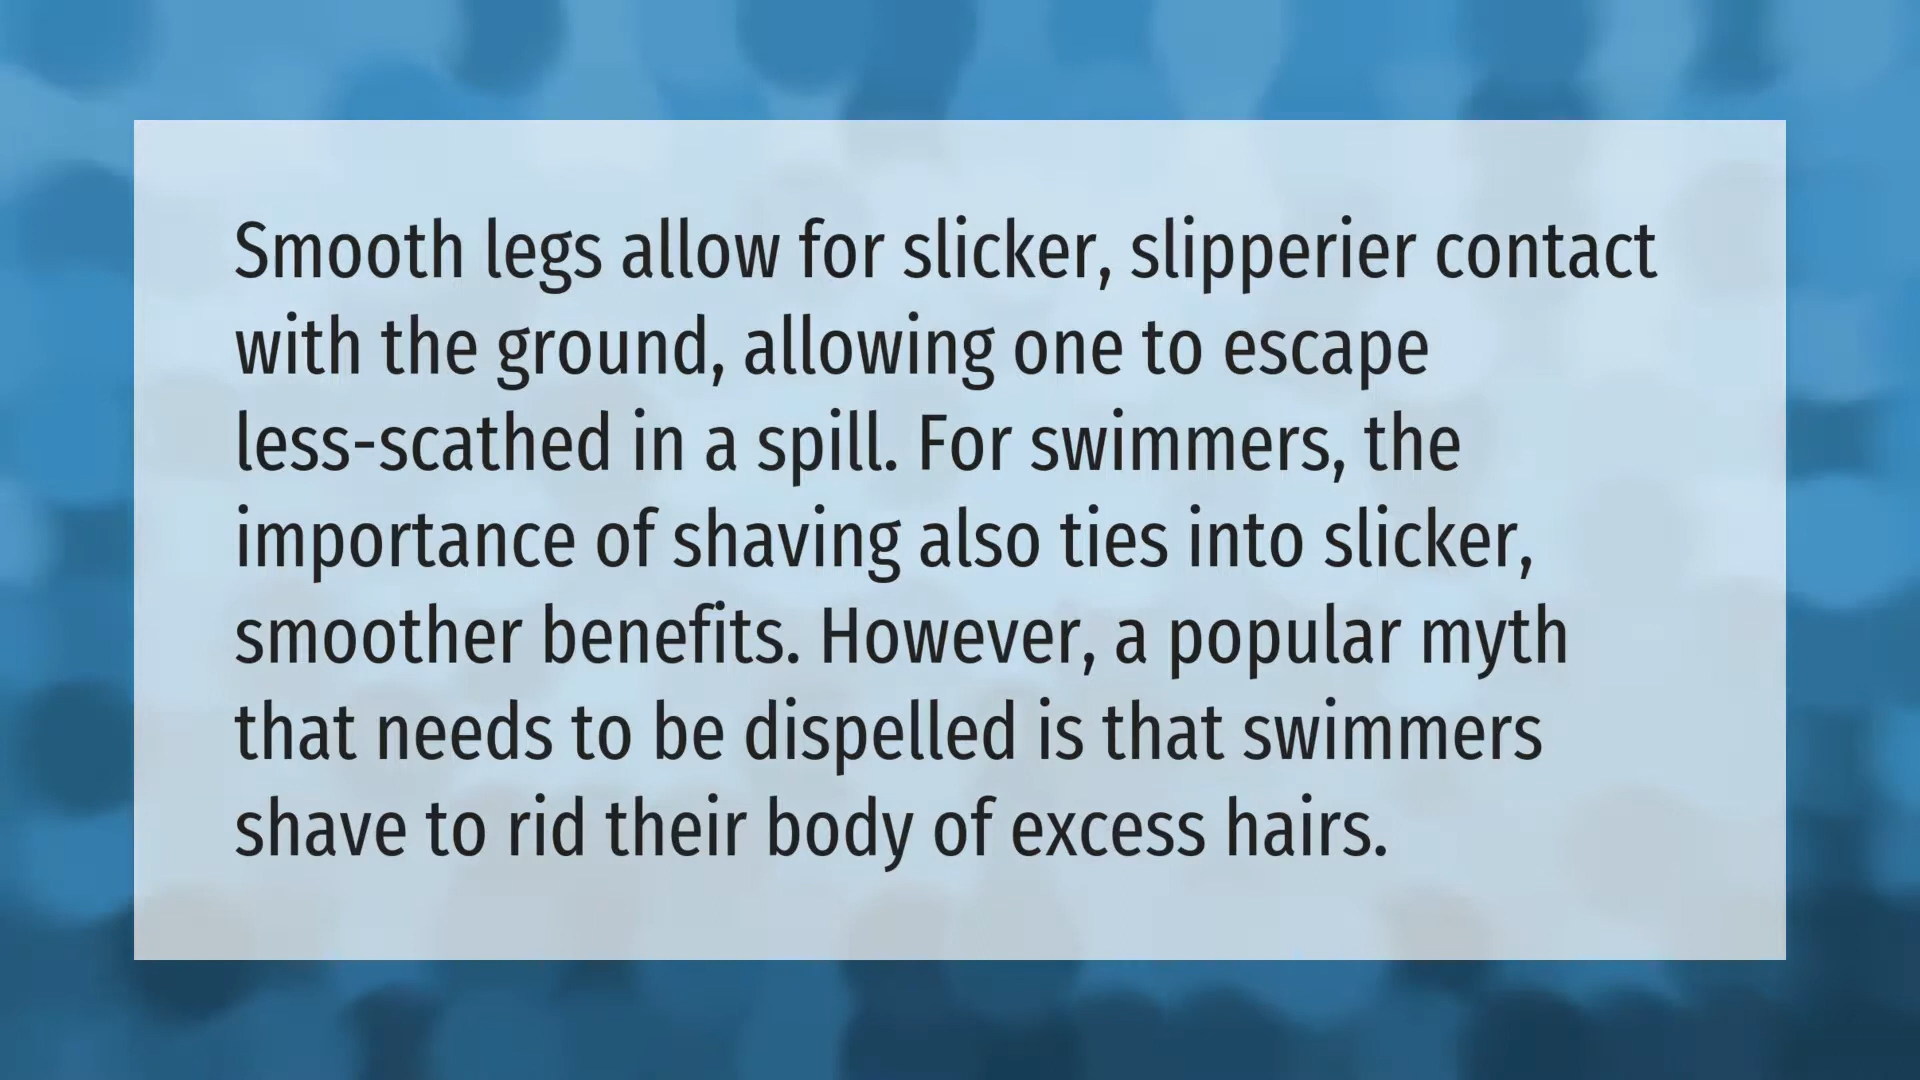 Smooth legs allow for slicker, slipperier contact
with the ground, allowing one to escape
less-scathed in a spill. For swimmers, the
importance of shaving also ties into slicker,
smoother benefits. However, a popular myth
that needs to be dispelled is that swimmers
shave to rid their body of excess hairs.